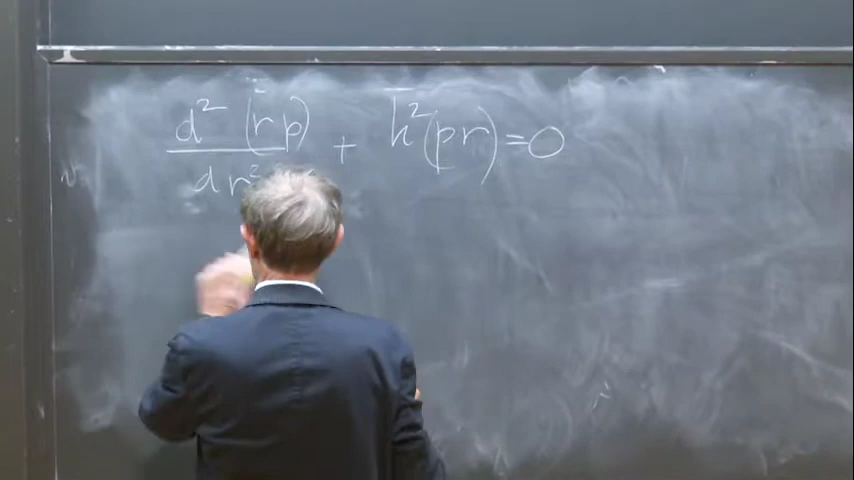 d² (rp)
dr² + k²(pr) = 0